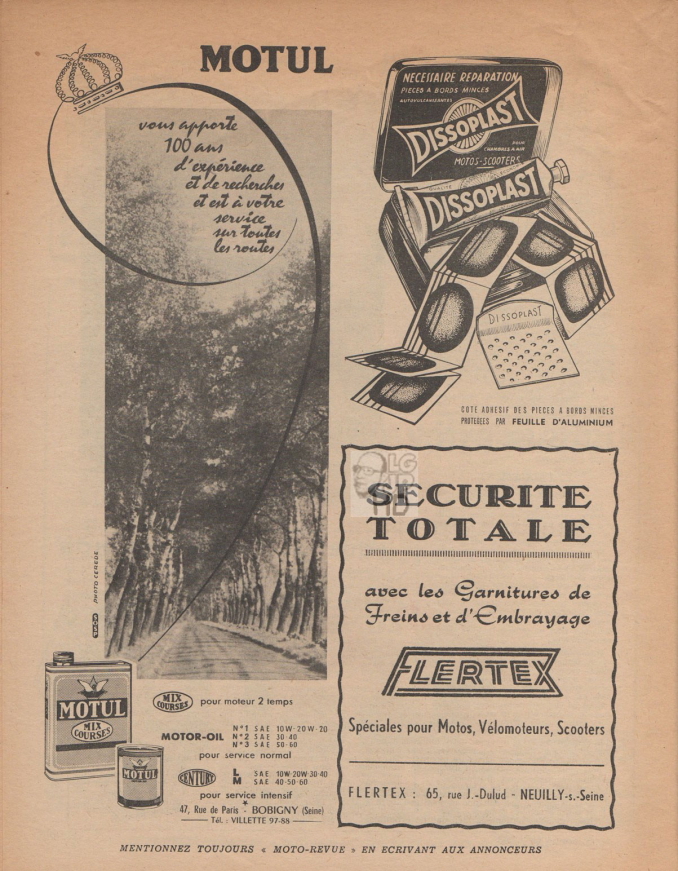 MOTUL
vous apporte
100 ans
d'expérience
et de recherches
et est à votre
service
sur toutes
les routes
PHOTO CEREDE
MOTUL
MIX
COURSES
MOTUL
MIX
COURSES
pour moteur 2 temps
MOTOR-OIL
N°1 SAE 10W-20W-20
N°2 SAE 30-40
N°3 SAE 50-60
pour service normal
CENTURY
L SAE 10W-20W-30-40
M SAE 40-50-60
pour service intensif
47, Rue de Paris - BOBIGNY (Seine)
Tél. : VILLETTE 97-88
NECESSAIRE REPARATION
PIECES A BORDS MINCES
AUTOVULCANISANTES
DISSOPLAST
POUR
CHAMBRES A AIR
MOTOS-SCOOTERS
DISSOPLAST
DISSOPLAST
COTE ADHESIF DES PIECES A BORDS MINCES
PROTEGEES PAR FEUILLE D'ALUMINIUM
SECURITE
TOTALE
avec les Garnitures de
Freins et d'Embrayage
FLERTEX
Spéciales pour Motos, Vélomoteurs, Scooters
FLERTEX : 65, rue J.-Dulud - NEUILLY-s.-Seine
MENTIONNEZ TOUJOURS « MOTO-REVUE » EN ECRIVANT AUX ANNONCEURS